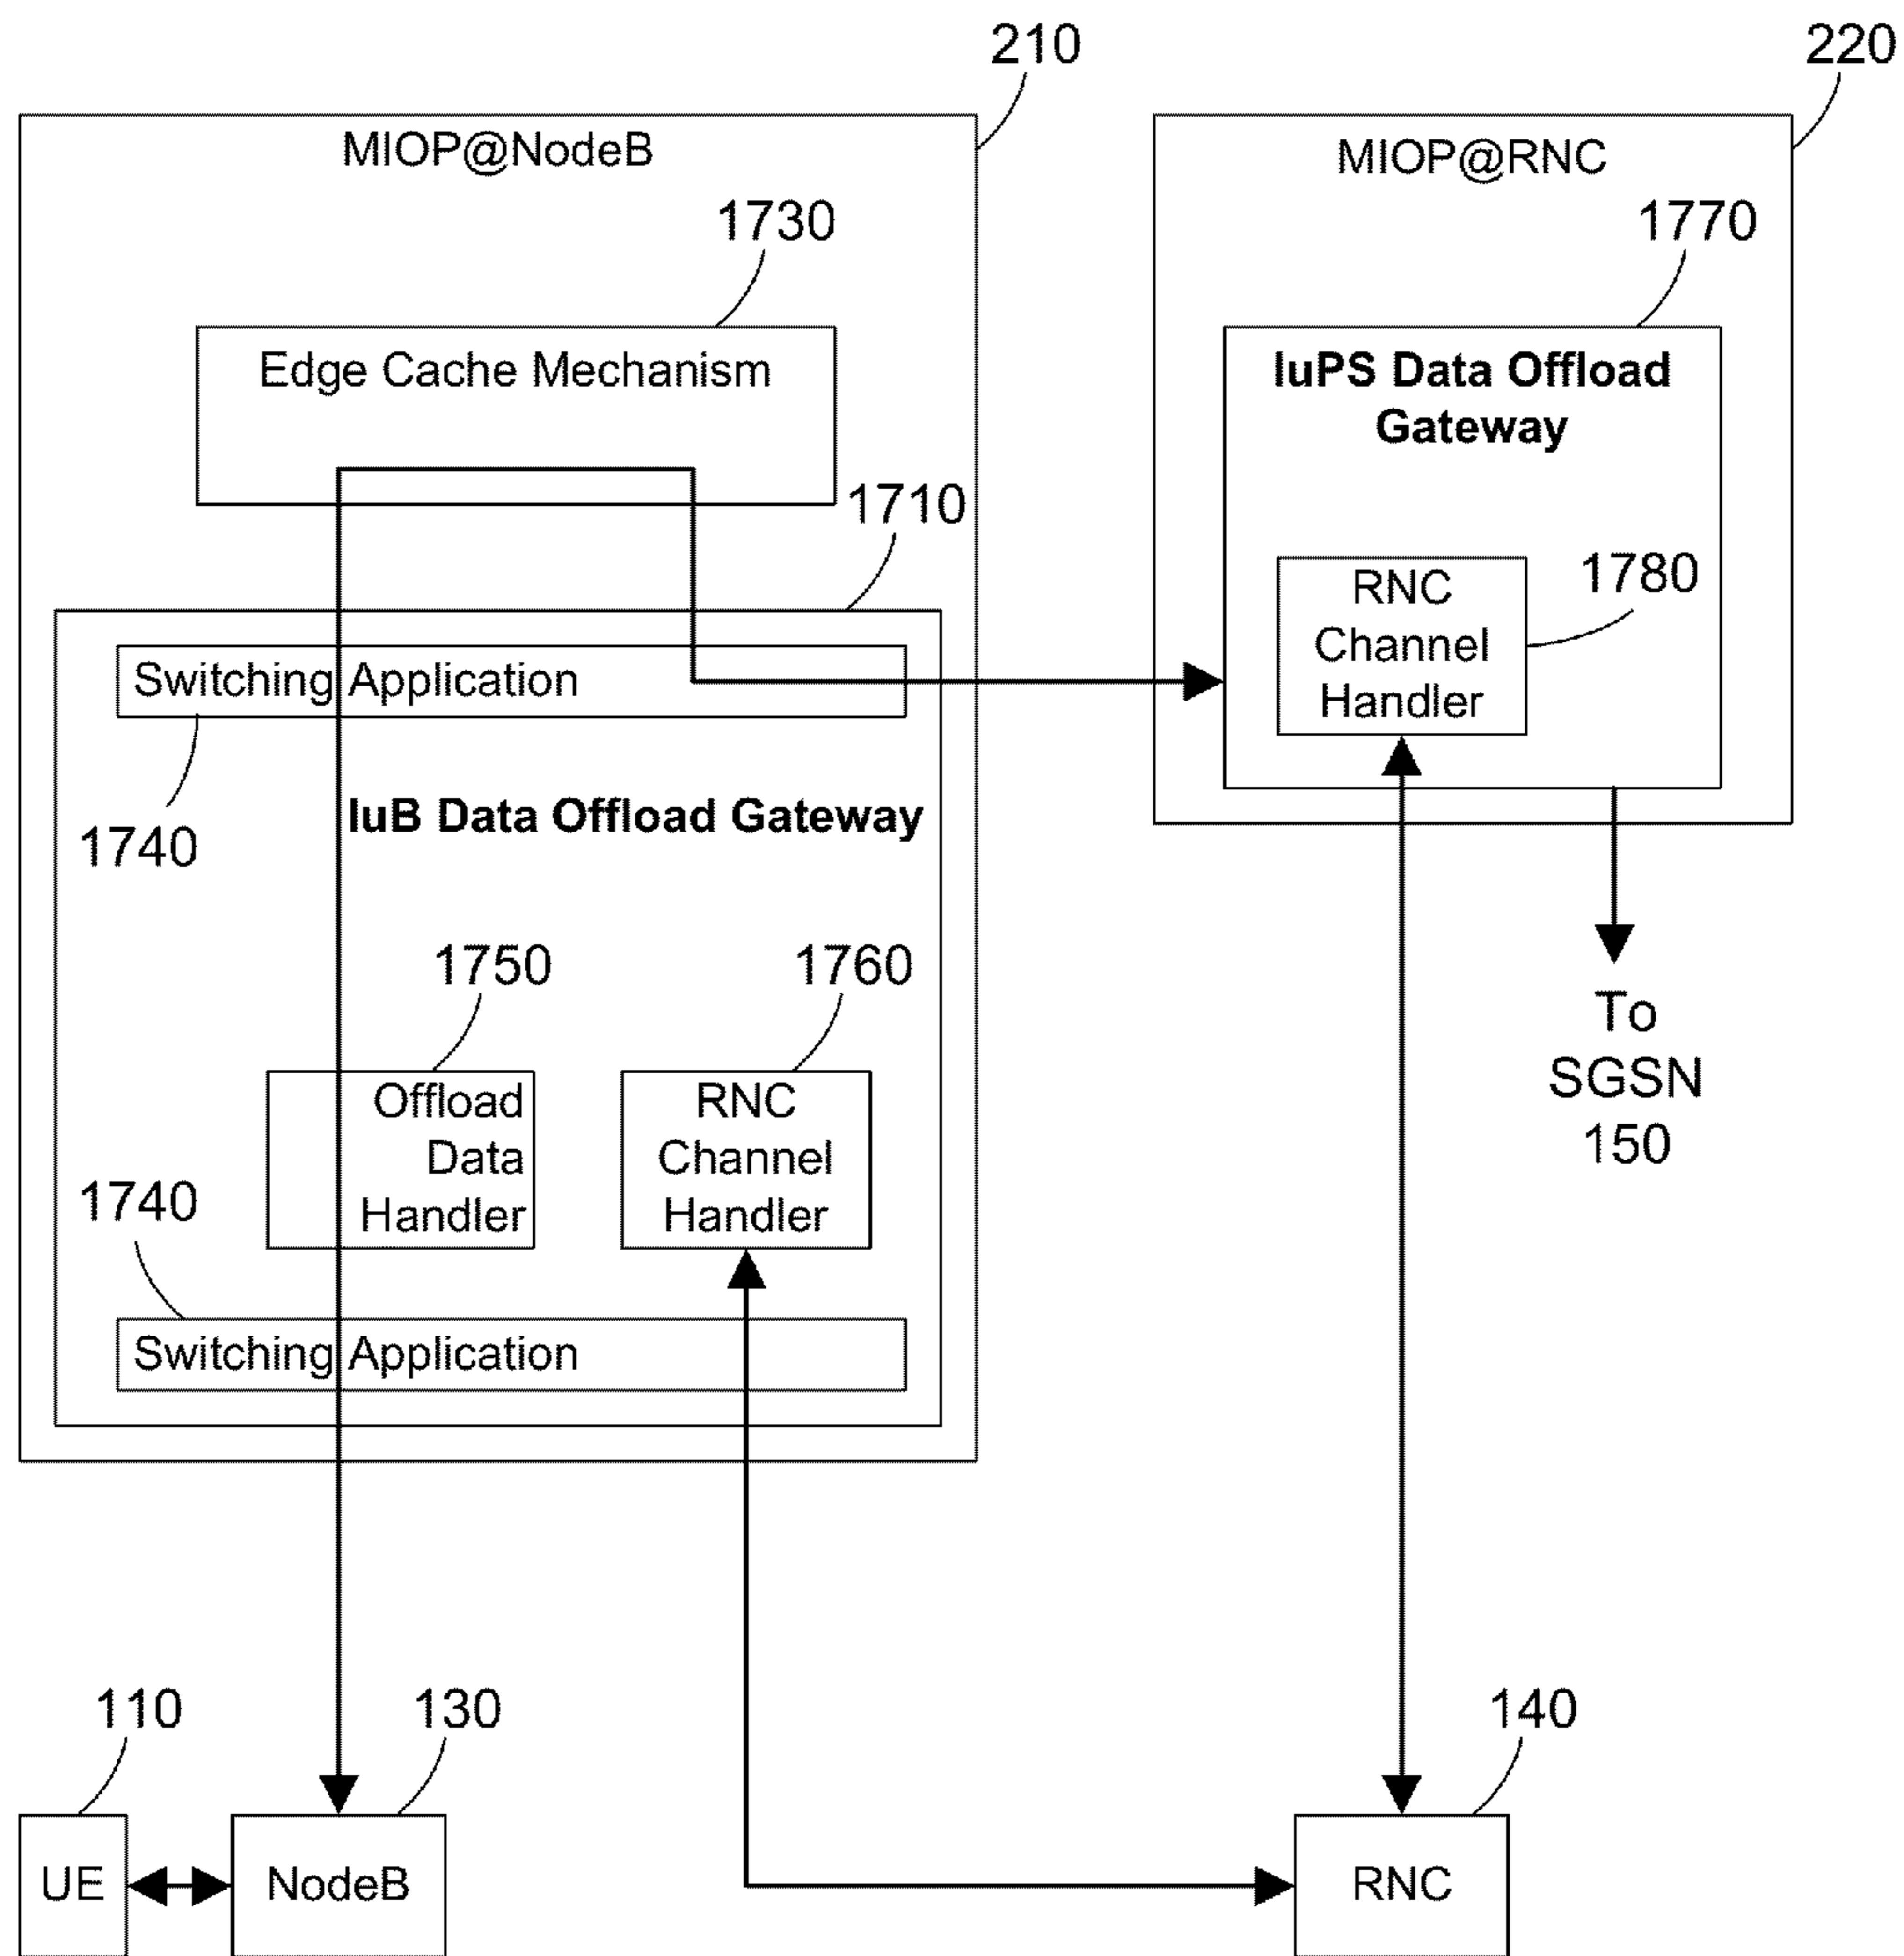 210
220
MIOP@NodeB
MIOP@RNC
1730
1770
Edge Cache Mechanism
IuPS Data Offload
Gateway
1710
RNC
Channel
Handler
1780
Switching Application
1740
IuB Data Offload Gateway
1750
1760
To
SGSN
150
Offload
Data
Handler
RNC
Channel
Handler
1740
Switching Application
110
130
140
UE
NodeB
RNC